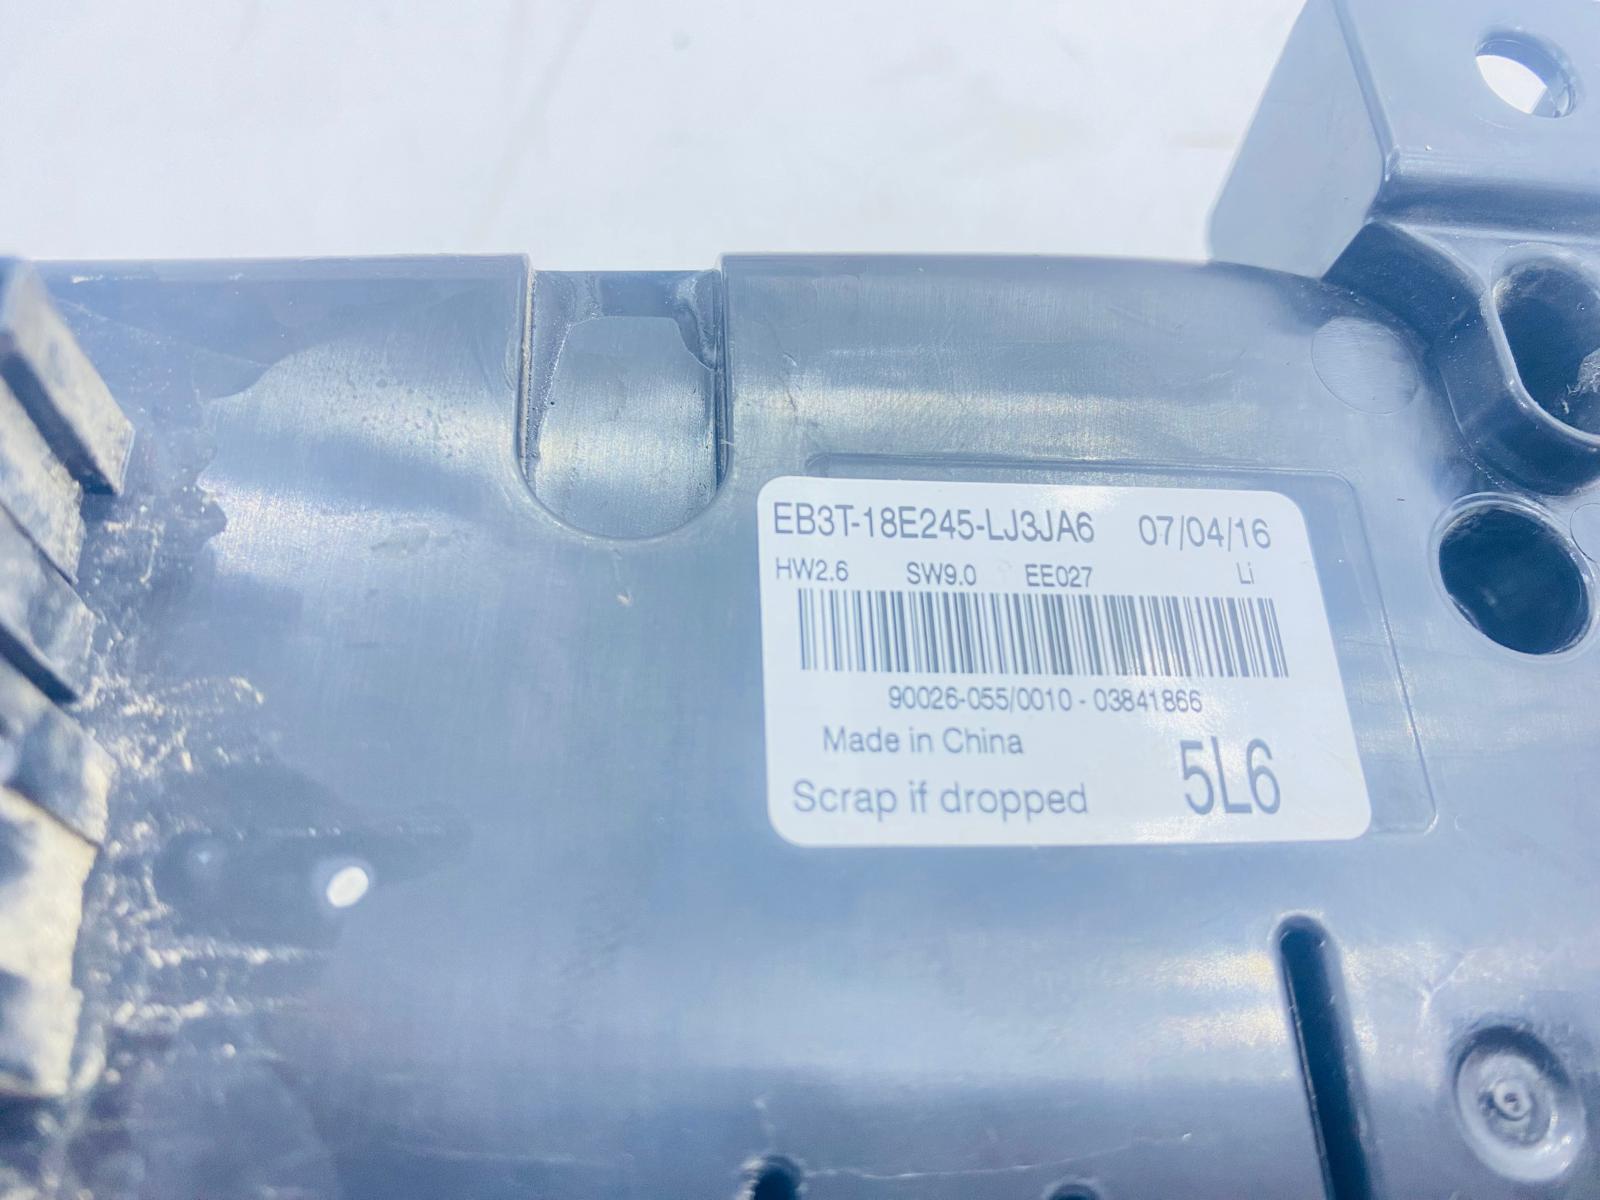 EB3T-18E245-LJ3JA6 07/04/16
HW2.6 SW9.0 EE027 Li
90026-055/0010 - 03841866
Made in China
Scrap if dropped 5L6